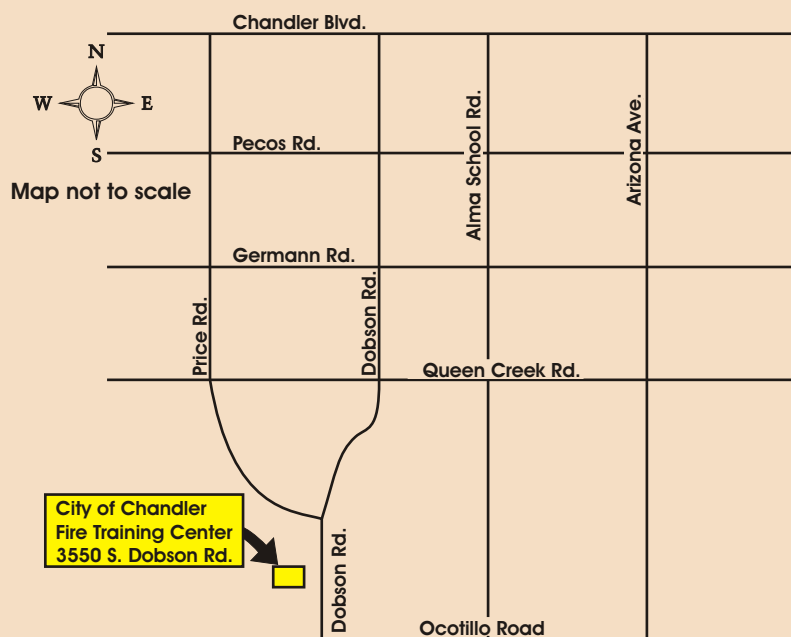 Chandler Blvd.
N
W
E
S
Pecos Rd.
Alma School Rd.
Arizona Ave.
Map not to scale
Germann Rd.
Price Rd.
Dobson Rd.
Queen Creek Rd.
City of Chandler
Fire Training Center
3550 S. Dobson Rd.
Dobson Rd.
Ocotillo Road